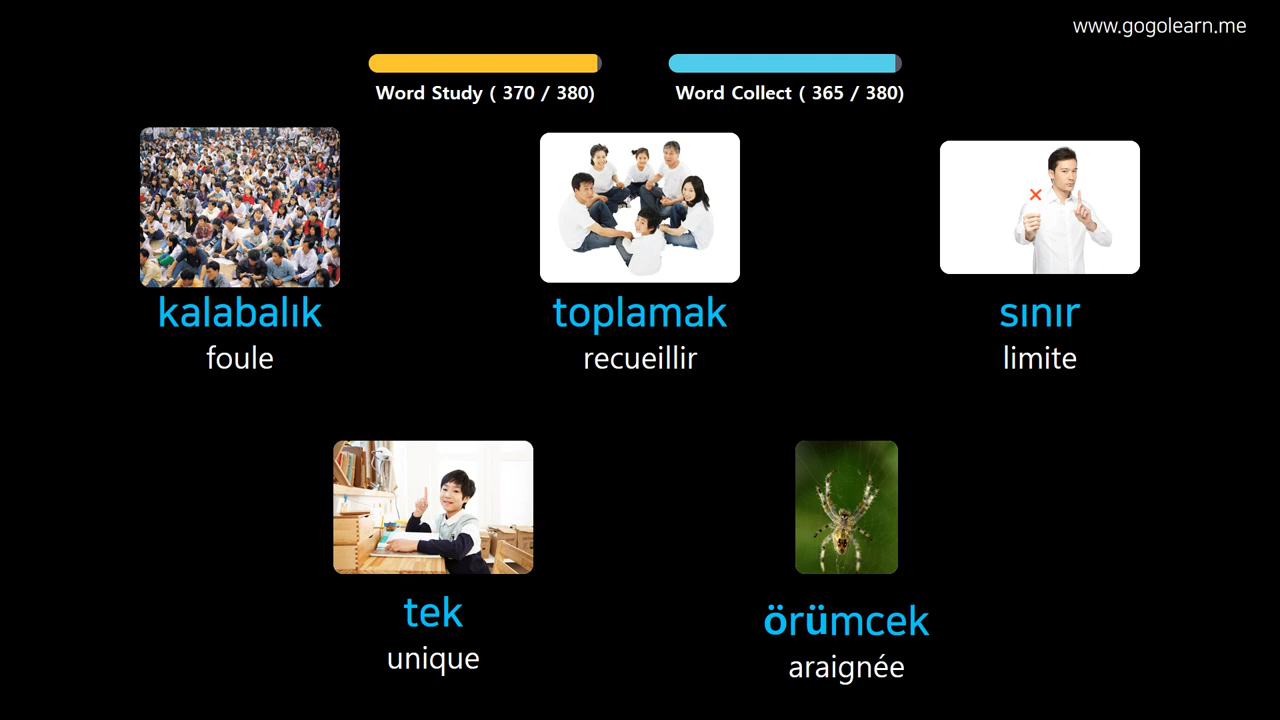 www.gogolearn.me
Word Study ( 370 / 380)
Word Collect ( 365 / 380)
kalabalık
foule
toplamak
recueillir
sınır
limite
tek
unique
örümcek
araignée